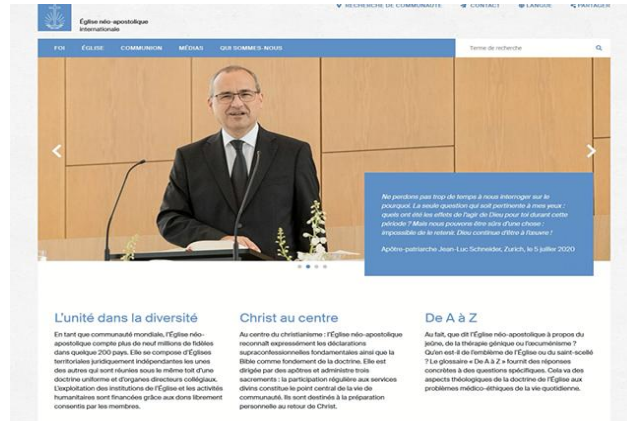 RECHERCHE DE COMMUNAUTÉ CONTACT LANGUE PARTAGER
Église néo-apostolique
internationale
FOI ÉGLISE COMMUNION MÉDIAS QUI SOMMES-NOUS Terme de recherche
Ne perdons pas trop de temps à nous interroger sur le
pourquoi. La seule question qui soit pertinente à mes yeux :
quels ont été les effets de l'agir de Dieu pour toi durant cette
période ? Mais nous pouvons être sûrs d'une chose :
impossible de le retenir, Dieu continue d'être à l'œuvre !
Apôtre-patriarche Jean-Luc Schneider, Zurich, le 5 juillet 2020
L'unité dans la diversité
En tant que communauté mondiale, l'Église néo-
apostolique compte plus de neuf millions de fidèles
dans quelque 200 pays. Elle se compose d'Églises
territoriales juridiquement indépendantes les unes
des autres qui sont réunies sous le même toit d'une
doctrine uniforme et d'organes directeurs collégiaux.
L'exploitation des institutions de l'Église et les activités
humanitaires sont financées grâce aux dons librement
consentis par les membres.
Christ au centre
Au centre du christianisme : l'Église néo-apostolique
reconnaît expressément les déclarations
supraconfessionnelles fondamentales ainsi que la
Bible comme fondement de la doctrine. Elle est
dirigée par des apôtres et administre trois
sacrements : la participation régulière aux services
divins constitue le point central de la vie de
communauté. Ils sont destinés à la préparation
personnelle au retour de Christ.
De A à Z
Au fait, que dit l'Église néo-apostolique à propos du
jeûne, de la thérapie génique ou l'œcuménisme ?
Qu'en est-il de l'emblème de l'Église ou du saint-scellé
? Le glossaire « De A à Z » fournit des réponses
concrètes à des questions spécifiques. Cela va des
aspects théologiques de la doctrine de l'Église aux
problèmes médico-éthiques de la vie quotidienne.